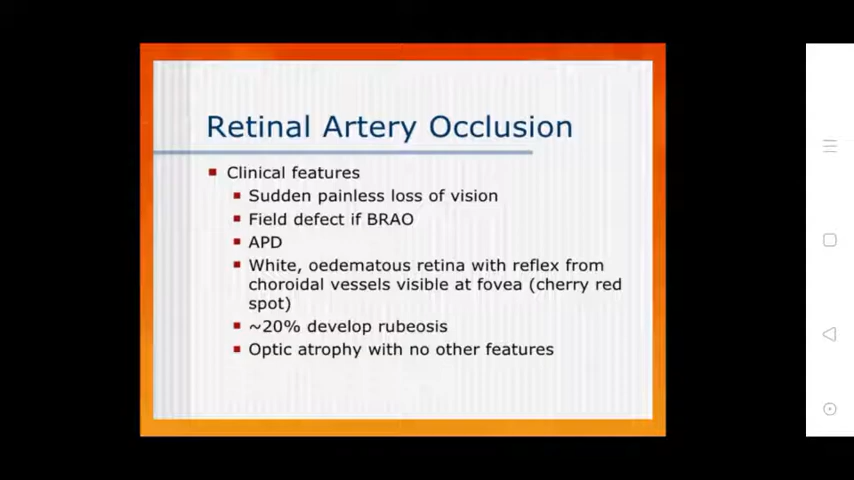 Retinal Artery Occlusion
Clinical features
Sudden painless loss of vision
Field defect if BRAO
APD
White, oedematous retina with reflex from
choroidal vessels visible at fovea (cherry red
spot)
~20% develop rubeosis
Optic atrophy with no other features